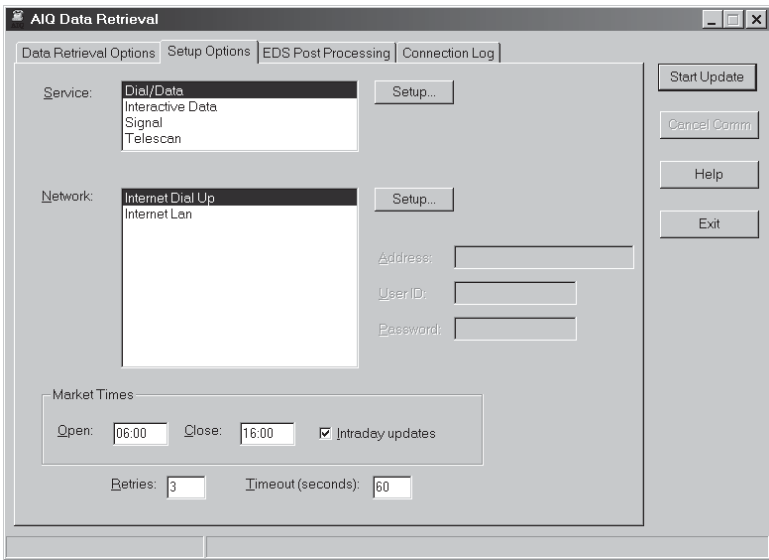 AIQ Data Retrieval
Data Retrieval Options Setup Options EDS Post Processing Connection Log
Service:
Dial/Data
Interactive Data
Signal
Telescan
Setup...
Start Update
Cancel Comm
Help
Exit
Network:
Internet Dial Up
Internet Lan
Setup...
Address:
User ID:
Password:
Market Times
Open: 06:00 Close: 16:00 Intraday updates
Retries: 3 Timeout (seconds): 60